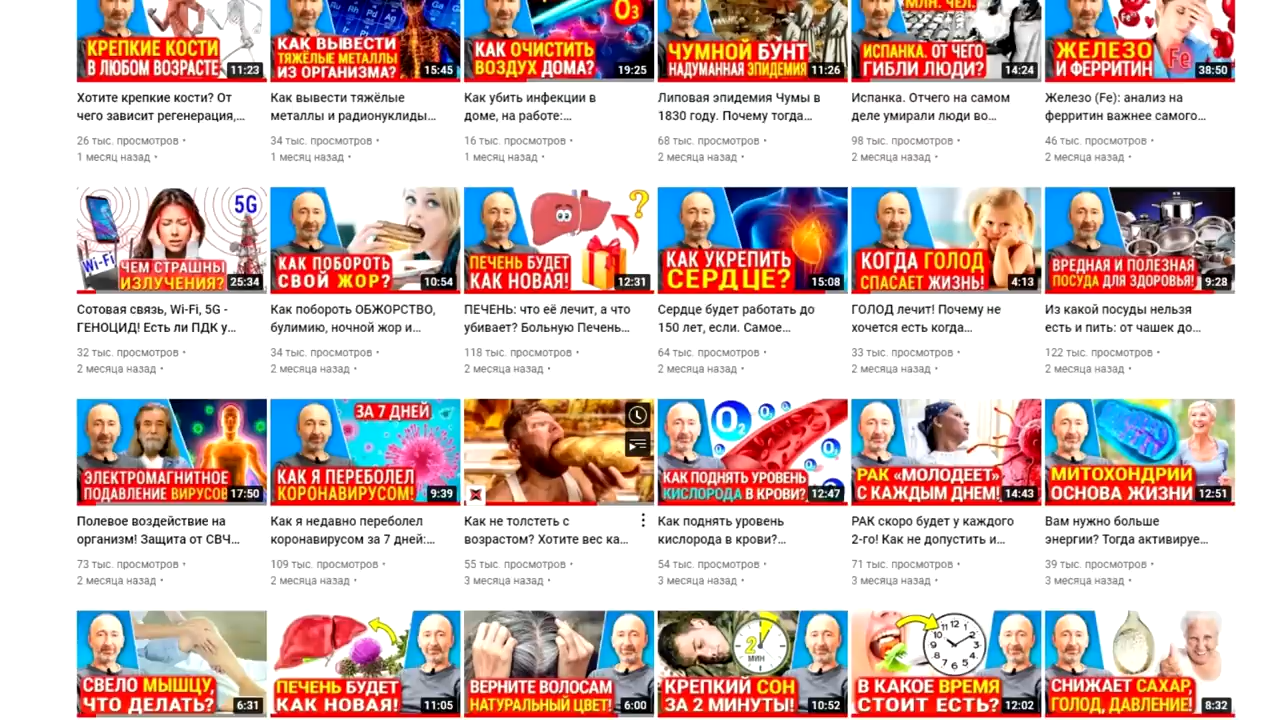 КРЕПКИЕ КОСТИ
В ЛЮБОМ ВОЗРАСТЕ
11:23
КАК ВЫВЕСТИ
ТЯЖЁЛЫЕ МЕТАЛЛЫ
ИЗ ОРГАНИЗМА?
15:45
O3
КАК ОЧИСТИТЬ
ВОЗДУХ ДОМА?
19:25
ЧУМНОЙ БУНТ.
НАДУМАННАЯ ЭПИДЕМИЯ
11:26
МЛН. ЧЕЛ.
ИСПАНКА. ОТ ЧЕГО
ГИБЛИ ЛЮДИ?
14:24
Fe
ЖЕЛЕЗО
И ФЕРРИТИН
Fe
38:50
Хотите крепкие кости? От
чего зависит регенерация,...
26 тыс. просмотров •
1 месяц назад •
Как вывести тяжёлые
металлы и радионуклиды...
34 тыс. просмотров •
1 месяц назад •
Как убить инфекции в
доме, на работе:...
16 тыс. просмотров •
1 месяц назад •
Липовая эпидемия Чумы в
1830 году. Почему тогда...
68 тыс. просмотров •
2 месяца назад •
Испанка. Отчего на самом
деле умирали люди во...
98 тыс. просмотров •
2 месяца назад •
Железо (Fe): анализ на
ферритин важнее самого...
46 тыс. просмотров •
2 месяца назад •
5G
Wi-Fi
ЧЕМ СТРАШНЫ
ИЗЛУЧЕНИЯ?
25:34
КАК ПОБОРОТЬ
СВОЙ ЖОР?
10:54
?
ПЕЧЕНЬ БУДЕТ
КАК НОВАЯ!
12:31
КАК УКРЕПИТЬ
СЕРДЦЕ?
15:08
КОГДА ГОЛОД
СПАСАЕТ ЖИЗНЬ!
4:13
ВРЕДНАЯ И ПОЛЕЗНАЯ
ПОСУДА ДЛЯ ЗДОРОВЬЯ!
9:28
Сотовая связь, Wi-Fi, 5G -
ГЕНОЦИД! Есть ли ПДК у...
32 тыс. просмотров •
2 месяца назад •
Как побороть ОБЖОРСТВО,
булимию, ночной жор и...
34 тыс. просмотров •
2 месяца назад •
ПЕЧЕНЬ: что её лечит, а что
убивает? Больную Печень...
118 тыс. просмотров •
2 месяца назад •
Сердце будет работать до
150 лет, если. Самое...
64 тыс. просмотров •
2 месяца назад •
ГОЛОД лечит! Почему не
хочется есть когда...
33 тыс. просмотров •
2 месяца назад •
Из какой посуды нельзя
есть и пить: от чашек до...
122 тыс. просмотров •
2 месяца назад •
ЭЛЕКТРОМАГНИТНОЕ
ПОДАВЛЕНИЕ ВИРУСОВ
17:50
ЗА 7 ДНЕЙ
КАК Я ПЕРЕБОЛЕЛ
КОРОНАВИРУСОМ!
9:39
O2
O2
O2
КАК ПОДНЯТЬ УРОВЕНЬ
КИСЛОРОДА В КРОВИ?
12:47
РАК «МОЛОДЕЕТ»
С КАЖДЫМ ДНЕМ!
14:43
МИТОХОНДРИИ
ОСНОВА ЖИЗНИ
12:51
Полевое воздействие на
организм! Защита от СВЧ...
73 тыс. просмотров •
2 месяца назад •
Как я недавно переболел
коронавирусом за 7 дней:...
109 тыс. просмотров •
2 месяца назад •
Как не толстеть с
возрастом? Хотите вес ка...
55 тыс. просмотров •
3 месяца назад •
Как поднять уровень
кислорода в крови?...
54 тыс. просмотров •
3 месяца назад •
РАК скоро будет у каждого
2-го! Как не допустить и...
71 тыс. просмотров •
3 месяца назад •
Вам нужно больше
энергии? Тогда активируе...
39 тыс. просмотров •
3 месяца назад •
СВЕЛО МЫШЦУ,
ЧТО ДЕЛАТЬ?
6:31
ПЕЧЕНЬ БУДЕТ
КАК НОВАЯ!
11:05
ВЕРНИТЕ ВОЛОСАМ
НАТУРАЛЬНЫЙ ЦВЕТ!
6:00
2
МИН
КРЕПКИЙ СОН
ЗА 2 МИНУТЫ!
10:52
В КАКОЕ ВРЕМЯ
СТОИТ ЕСТЬ?
12:02
СНИЖАЕТ САХАР,
ГОЛОД, ДАВЛЕНИЕ!
8:32